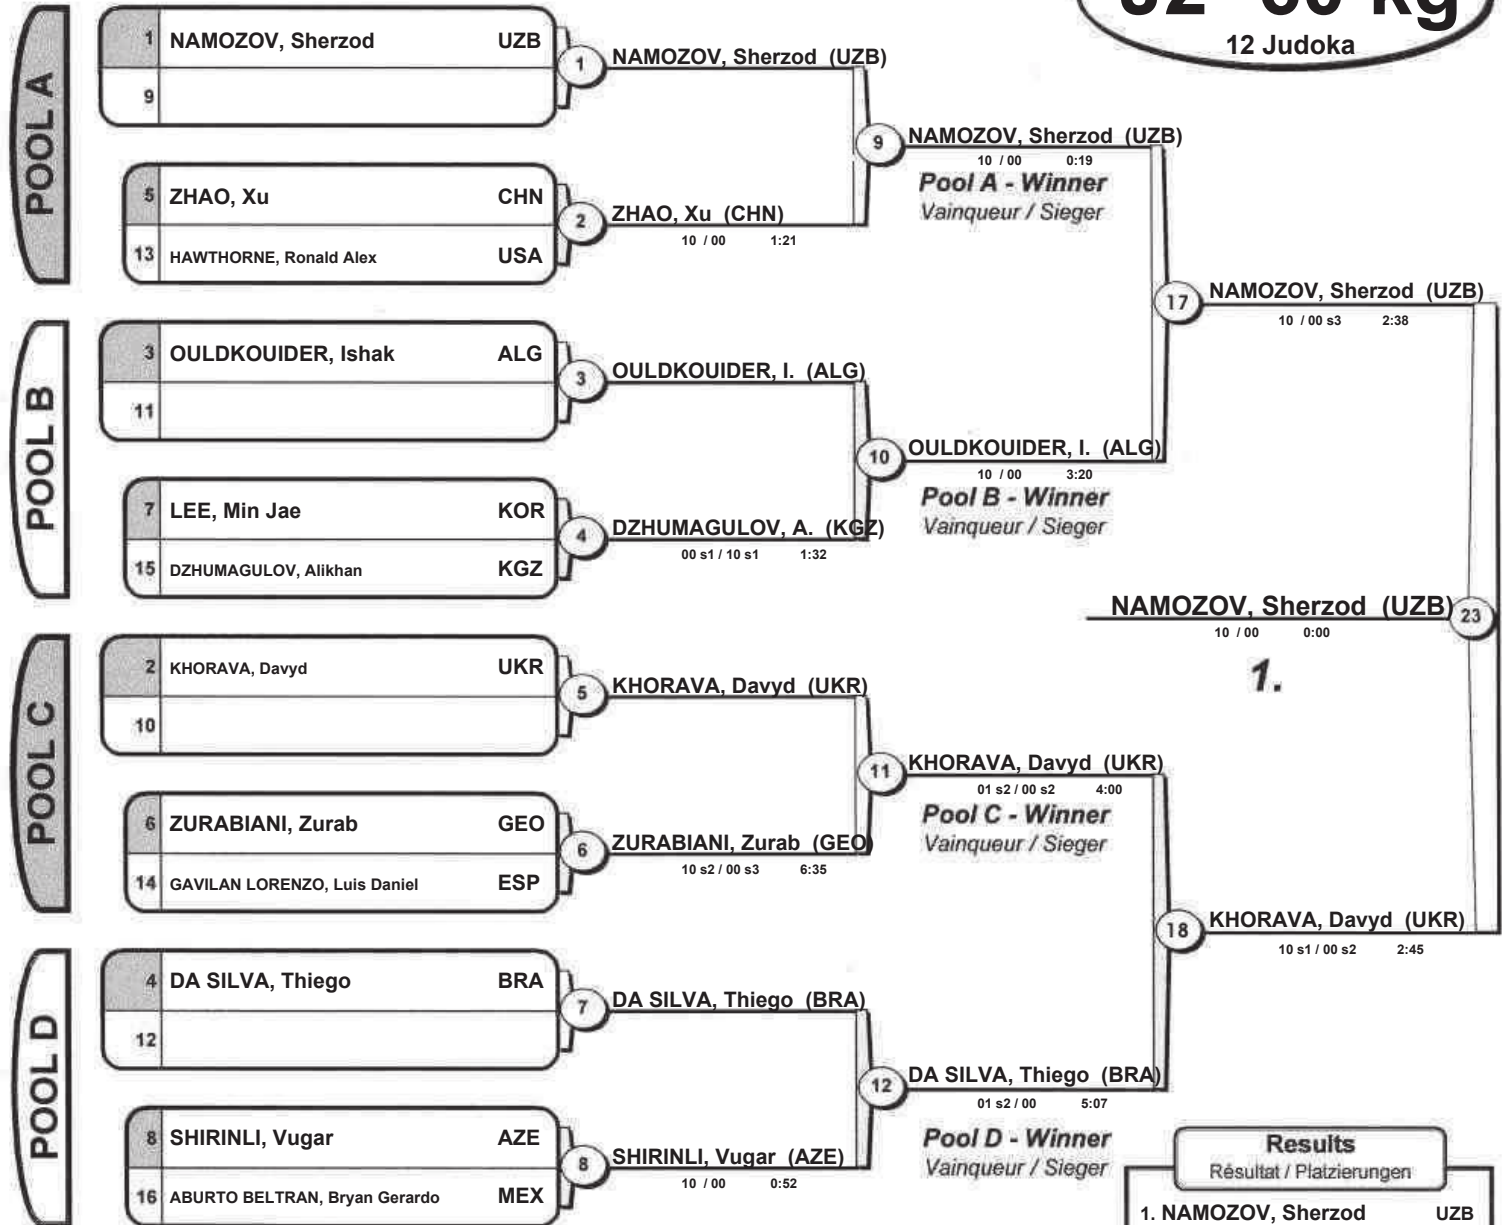 12 Judoka
POOL A
1 NAMOZOV, Sherzod UZB
9
1 NAMOZOV, Sherzod (UZB)
5 ZHAO, Xu CHN
13 HAWTHORNE, Ronald Alex USA
2 ZHAO, Xu (CHN)
10 / 00 1:21
9 NAMOZOV, Sherzod (UZB)
10 / 00 0:19
Pool A - Winner
Vainqueur / Sieger
POOL B
3 OULDKOUIDER, Ishak ALG
11
3 OULDKOUIDER, I. (ALG)
7 LEE, Min Jae KOR
15 DZHUMAGULOV, Alikhan KGZ
4 DZHUMAGULOV, A. (KGZ)
00 s1 / 10 s1 1:32
10 OULDKOUIDER, I. (ALG)
10 / 00 3:20
Pool B - Winner
Vainqueur / Sieger
17 NAMOZOV, Sherzod (UZB)
10 / 00 s3 2:38
NAMOZOV, Sherzod (UZB) 23
10 / 00 0:00
1.
POOL C
2 KHORAVA, Davyd UKR
10
5 KHORAVA, Davyd (UKR)
6 ZURABIANI, Zurab GEO
14 GAVILAN LORENZO, Luis Daniel ESP
6 ZURABIANI, Zurab (GEO)
10 s2 / 00 s3 6:35
11 KHORAVA, Davyd (UKR)
01 s2 / 00 s2 4:00
Pool C - Winner
Vainqueur / Sieger
POOL D
4 DA SILVA, Thiego BRA
12
7 DA SILVA, Thiego (BRA)
8 SHIRINLI, Vugar AZE
16 ABURTO BELTRAN, Bryan Gerardo MEX
8 SHIRINLI, Vugar (AZE)
10 / 00 0:52
12 DA SILVA, Thiego (BRA)
01 s2 / 00 5:07
Pool D - Winner
Vainqueur / Sieger
18 KHORAVA, Davyd (UKR)
10 s1 / 00 s2 2:45
Results
Résultat / Platzierungen
1. NAMOZOV, Sherzod UZB